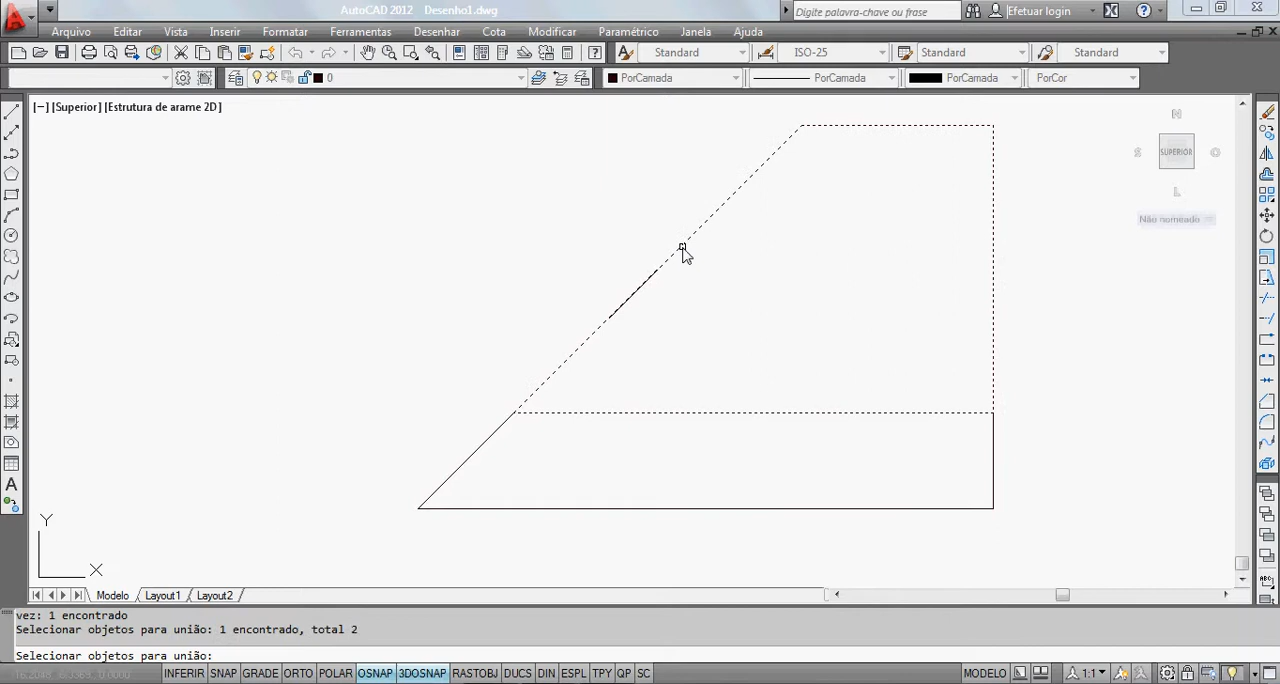 AutoCAD 2012 Desenho1.dwg
Digite palavra-chave ou frase
Efetuar login
Arquivo Editar Vista Inserir Formatar Ferramentas Desenhar Cota Modificar Paramétrico Janela Ajuda
Standard ISO-25 Standard Standard
0 PorCamada PorCamada PorCamada PorCor
[−] [Superior] [Estrutura de arame 2D]
N
S SUPERIOR O
L
Não nomeado
Y
X
Modelo Layout1 Layout2
vez: 1 encontrado
Selecionar objetos para união: 1 encontrado, total 2
Selecionar objetos para união:
INFERIR SNAP GRADE ORTO POLAR OSNAP 3DOSNAP RASTOBJ DUCS DIN ESPL TPY QP SC MODELO 1:1